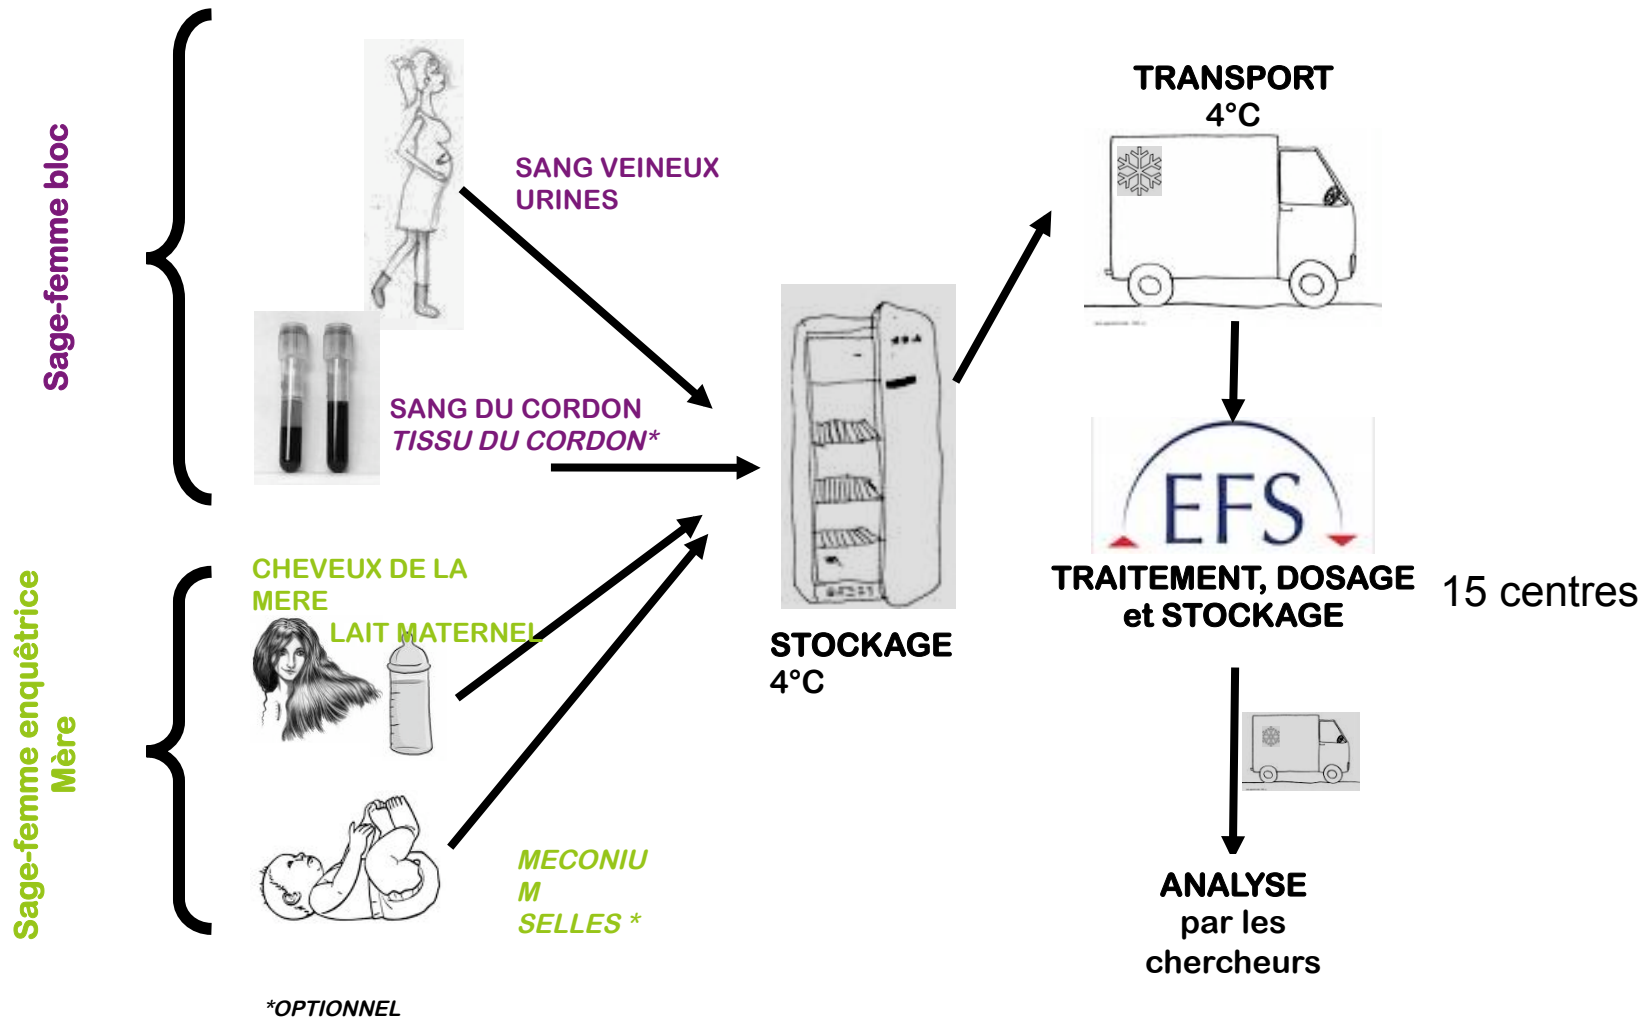 Sage-femme bloc
SANG VEINEUX
URINES
SANG DU CORDON
TISSU DU CORDON*
Sage-femme enquêtrice
Mère
CHEVEUX DE LA
MERE
LAIT MATERNEL
MECONIU
M
SELLES *
*OPTIONNEL
STOCKAGE
4°C
TRANSPORT
4°C
EFS
TRAITEMENT, DOSAGE
et STOCKAGE
15 centres
ANALYSE
par les
chercheurs